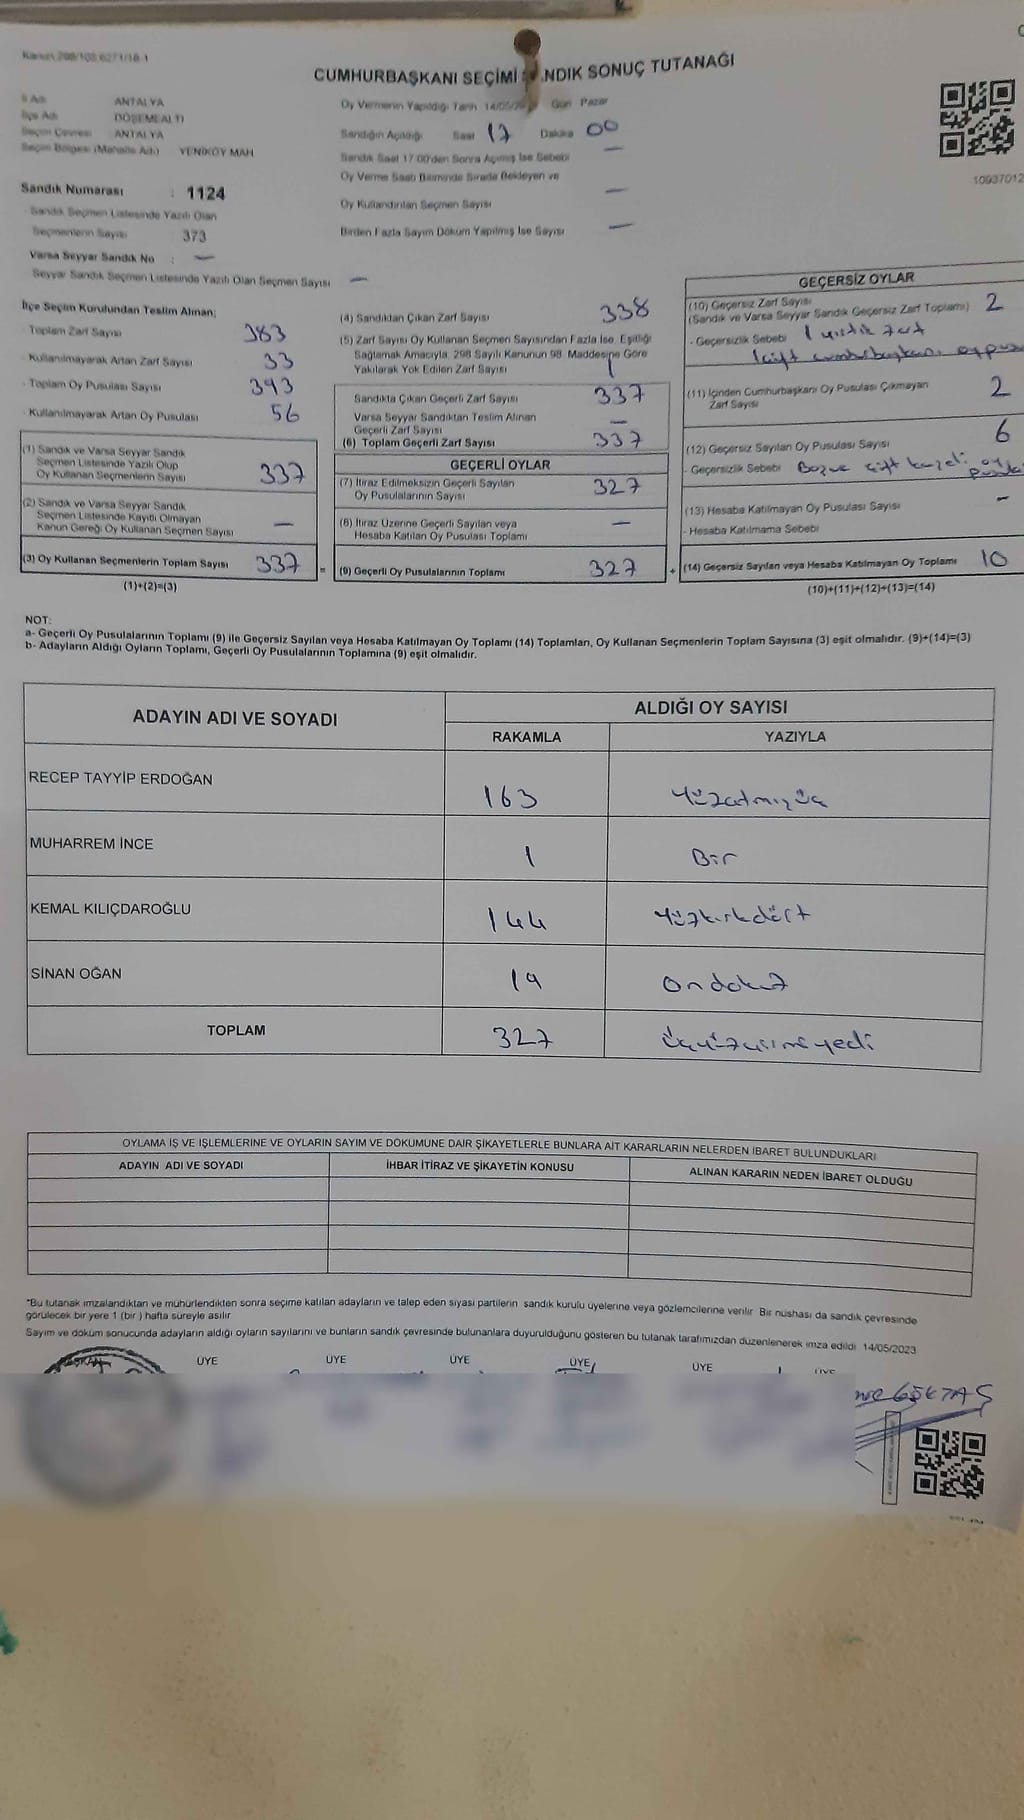 Kanun 298/105 6271/18-1
CUMHURBAŞKANI SEÇİMİ NDIK SONUÇ TUTANAĞI
İl Adı ANTALYA
İlçe Adı DÖŞEMEALTI
Seçim Çevresi ANTALYA
Seçim Bölgesi (Mahalle Adı) YENİKÖY MAH
Sandık Numarası : 1124
Sandık Seçmen Listesinde Yazılı Olan
Seçmenlerin Sayısı 373
Varsa Seyyar Sandık No : —
Seyyar Sandık Seçmen Listesinde Yazılı Olan Seçmen Sayısı —
Oy Vermenin Yapıldığı Tarih 14/05/20 Gün Pazar
Sandığın Açıldığı Saat 17 Dakika 00
Sandık Saat 17:00'den Sonra Açılmış İse Sebebi —
Oy Verme Saati Bitiminde Sırada Bekleyen ve
Oy Kullandırılan Seçmen Sayısı —
Birden Fazla Sayım Döküm Yapılmış İse Sayısı —
10937012
İlçe Seçim Kurulundan Teslim Alınan;
Toplam Zarf Sayısı 383
- Kullanılmayarak Artan Zarf Sayısı 33
- Toplam Oy Pusulası Sayısı 393
- Kullanılmayarak Artan Oy Pusulası 56
(1) Sandık ve Varsa Seyyar Sandık
Seçmen Listesinde Yazılı Olup
Oy Kullanan Seçmenlerin Sayısı 337
(2) Sandık ve Varsa Seyyar Sandık
Seçmen Listesinde Kayıtlı Olmayan
Kanun Gereği Oy Kullanan Seçmen Sayısı —
(3) Oy Kullanan Seçmenlerin Toplam Sayısı 337
(1)+(2)=(3)
(4) Sandıktan Çıkan Zarf Sayısı 338
(5) Zarf Sayısı Oy Kullanan Seçmen Sayısından Fazla İse, Eşitliği
Sağlamak Amacıyla, 298 Sayılı Kanunun 98. Maddesine Göre
Yakılarak Yok Edilen Zarf Sayısı 1
Sandıkta Çıkan Geçerli Zarf Sayısı 337
Varsa Seyyar Sandıktan Teslim Alınan
Geçerli Zarf Sayısı —
(6) Toplam Geçerli Zarf Sayısı 337
GEÇERLİ OYLAR
(7) İtiraz Edilmeksizin Geçerli Sayılan
Oy Pusulalarının Sayısı 327
(8) İtiraz Üzerine Geçerli Sayılan veya
Hesaba Katılan Oy Pusulası Toplamı —
= (9) Geçerli Oy Pusulalarının Toplamı 327
GEÇERSİZ OYLAR
(10) Geçersiz Zarf Sayısı
(Sandık ve Varsa Seyyar Sandık Geçersiz Zarf Toplamı) 2
- Geçersizlik Sebebi 1 yırtık zarf
1 çift cumhurbaşkanı oy pusu
(11) İçinden Cumhurbaşkanı Oy Pusulası Çıkmayan
Zarf Sayısı 2
(12) Geçersiz Sayılan Oy Pusulası Sayısı 6
- Geçersizlik Sebebi çift oy
(13) Hesaba Katılmayan Oy Pusulası Sayısı —
- Hesaba Katılmama Sebebi
+ (14) Geçersiz Sayılan veya Hesaba Katılmayan Oy Toplamı 10
(10)+(11)+(12)+(13)=(14)
NOT:
a- Geçerli Oy Pusulalarının Toplamı (9) ile Geçersiz Sayılan veya Hesaba Katılmayan Oy Toplamı (14) Toplamları, Oy Kullanan Seçmenlerin Toplam Sayısına (3) eşit olmalıdır. (9)+(14)=(3)
b- Adayların Aldığı Oyların Toplamı, Geçerli Oy Pusulalarının Toplamına (9) eşit olmalıdır.
ADAYIN ADI VE SOYADI ALDIĞI OY SAYISI
RAKAMLA YAZIYLA
RECEP TAYYİP ERDOĞAN 163 Yüzatmışüç
MUHARREM İNCE 1 Bir
KEMAL KILIÇDAROĞLU 144 Yüzkırkdört
SİNAN OĞAN 19 Ondokuz
TOPLAM 327 Üçyüzyirmiyedi
OYLAMA İŞ VE İŞLEMLERİNE VE OYLARIN SAYIM VE DÖKÜMÜNE DAİR ŞİKAYETLERLE BUNLARA AİT KARARLARIN NELERDEN İBARET BULUNDUKLARI
ADAYIN ADI VE SOYADI İHBAR İTİRAZ VE ŞİKAYETİN KONUSU ALINAN KARARIN NEDEN İBARET OLDUĞU
*Bu tutanak imzalandıktan ve mühürlendikten sonra seçime katılan adayların ve talep eden siyasi partilerin sandık kurulu üyelerine veya gözlemcilerine verilir. Bir nüshası da sandık çevresinde
görülecek bir yere 1 (bir) hafta süreyle asılır
Sayım ve döküm sonucunda adayların aldığı oyların sayılarını ve bunların sandık çevresinde bulunanlara duyurulduğunu gösteren bu tutanak tarafımızdan düzenlenerek imza edildi 14/05/2023
BAŞKAN ÜYE ÜYE ÜYE ÜYE ÜYE ÜYE
GÖKTAŞ